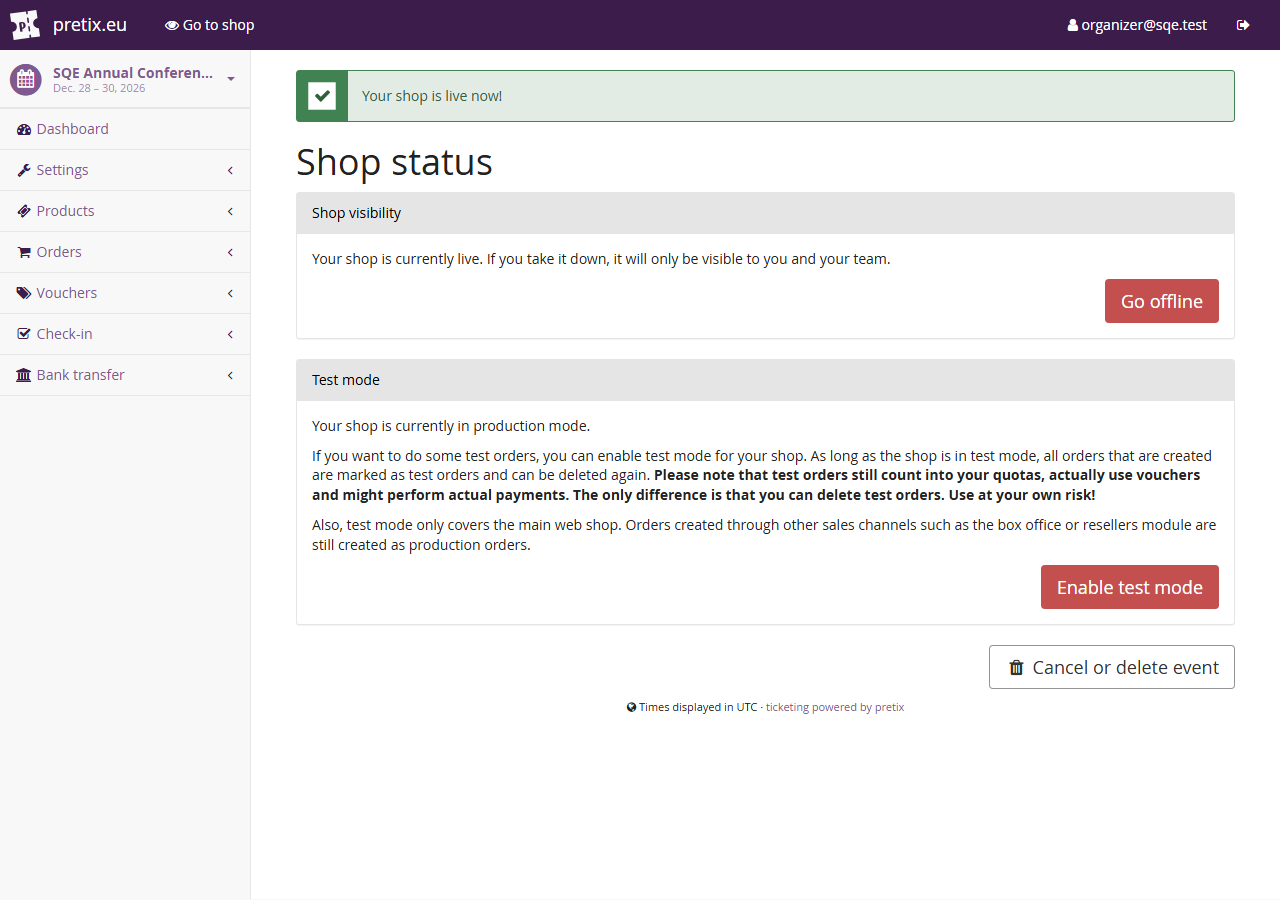 pretix.eu
Go to shop
organizer@sqe.test
SQE Annual Conferen...
Dec. 28 – 30, 2026
Dashboard
Settings
Products
Orders
Vouchers
Check-in
Bank transfer
Your shop is live now!
Shop status
Shop visibility
Your shop is currently live. If you take it down, it will only be visible to you and your team.
Go offline
Test mode
Your shop is currently in production mode.
If you want to do some test orders, you can enable test mode for your shop. As long as the shop is in test mode, all orders that are created
are marked as test orders and can be deleted again. Please note that test orders still count into your quotas, actually use vouchers
and might perform actual payments. The only difference is that you can delete test orders. Use at your own risk!
Also, test mode only covers the main web shop. Orders created through other sales channels such as the box office or resellers module are
still created as production orders.
Enable test mode
Cancel or delete event
Times displayed in UTC · ticketing powered by pretix